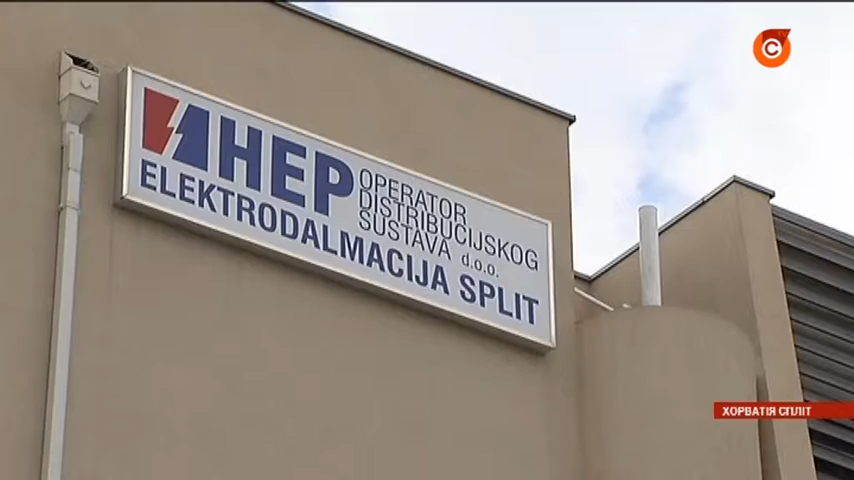 HEP
OPERATOR
DISTRIBUCIJSKOG
SUSTAVA d.o.o.
ELEKTRODALMACIJA SPLIT
ХОРВАТІЯ СПЛІТ